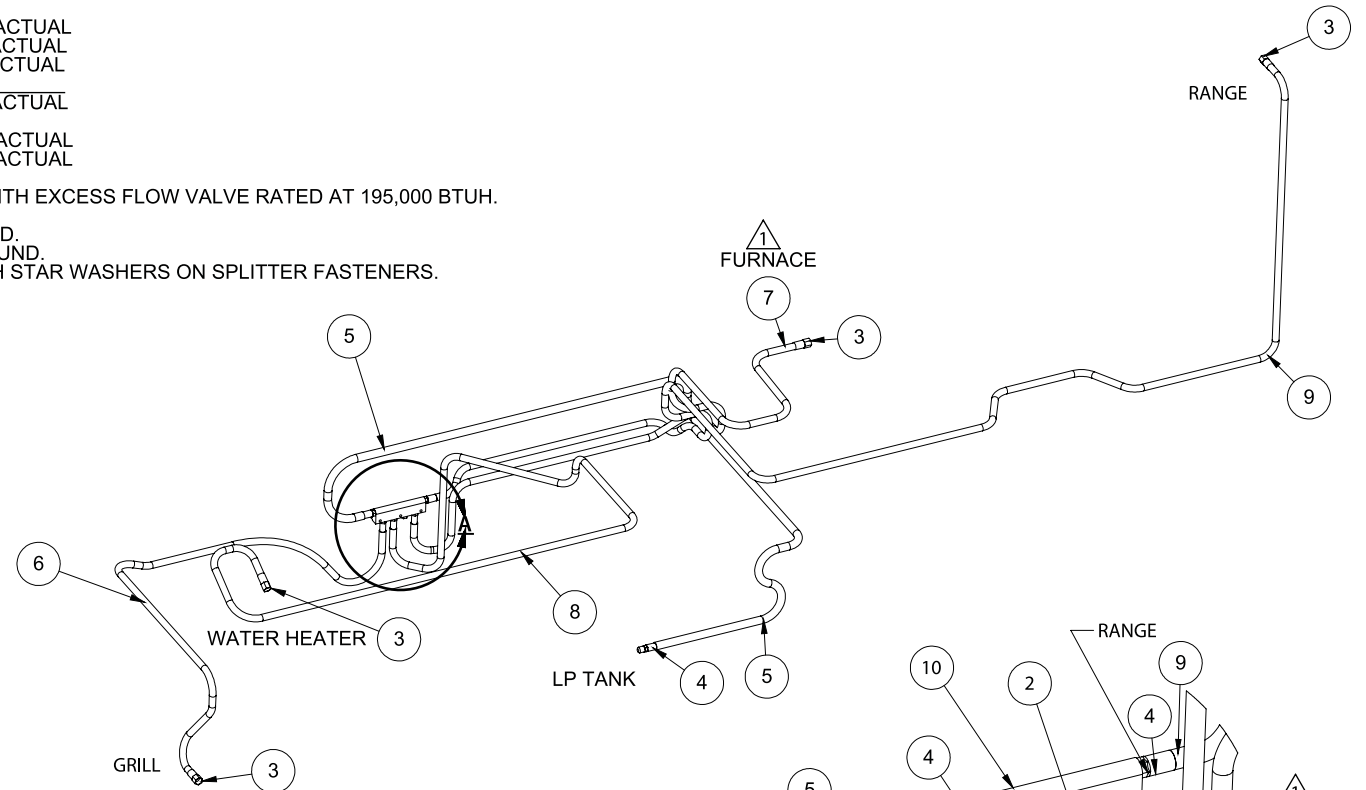 ACTUAL
ACTUAL
ACTUAL
ACTUAL
ACTUAL
ACTUAL
ITH EXCESS FLOW VALVE RATED AT 195,000 BTUH.
D.
UND.
H STAR WASHERS ON SPLITTER FASTENERS.
3
RANGE
1
FURNACE
7
5
3
9
A
6
8
WATER HEATER
3
RANGE
LP TANK
4
5
10
2
9
4
4
GRILL
3
5
1